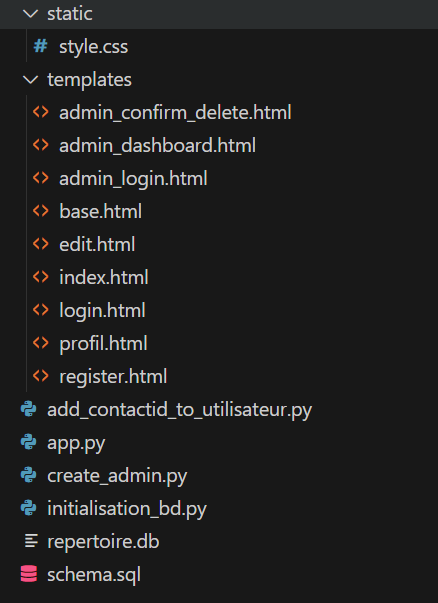 static
style.css
templates
admin_confirm_delete.html
admin_dashboard.html
admin_login.html
base.html
edit.html
index.html
login.html
profil.html
register.html
add_contactid_to_utilisateur.py
app.py
create_admin.py
initialisation_bd.py
repertoire.db
schema.sql